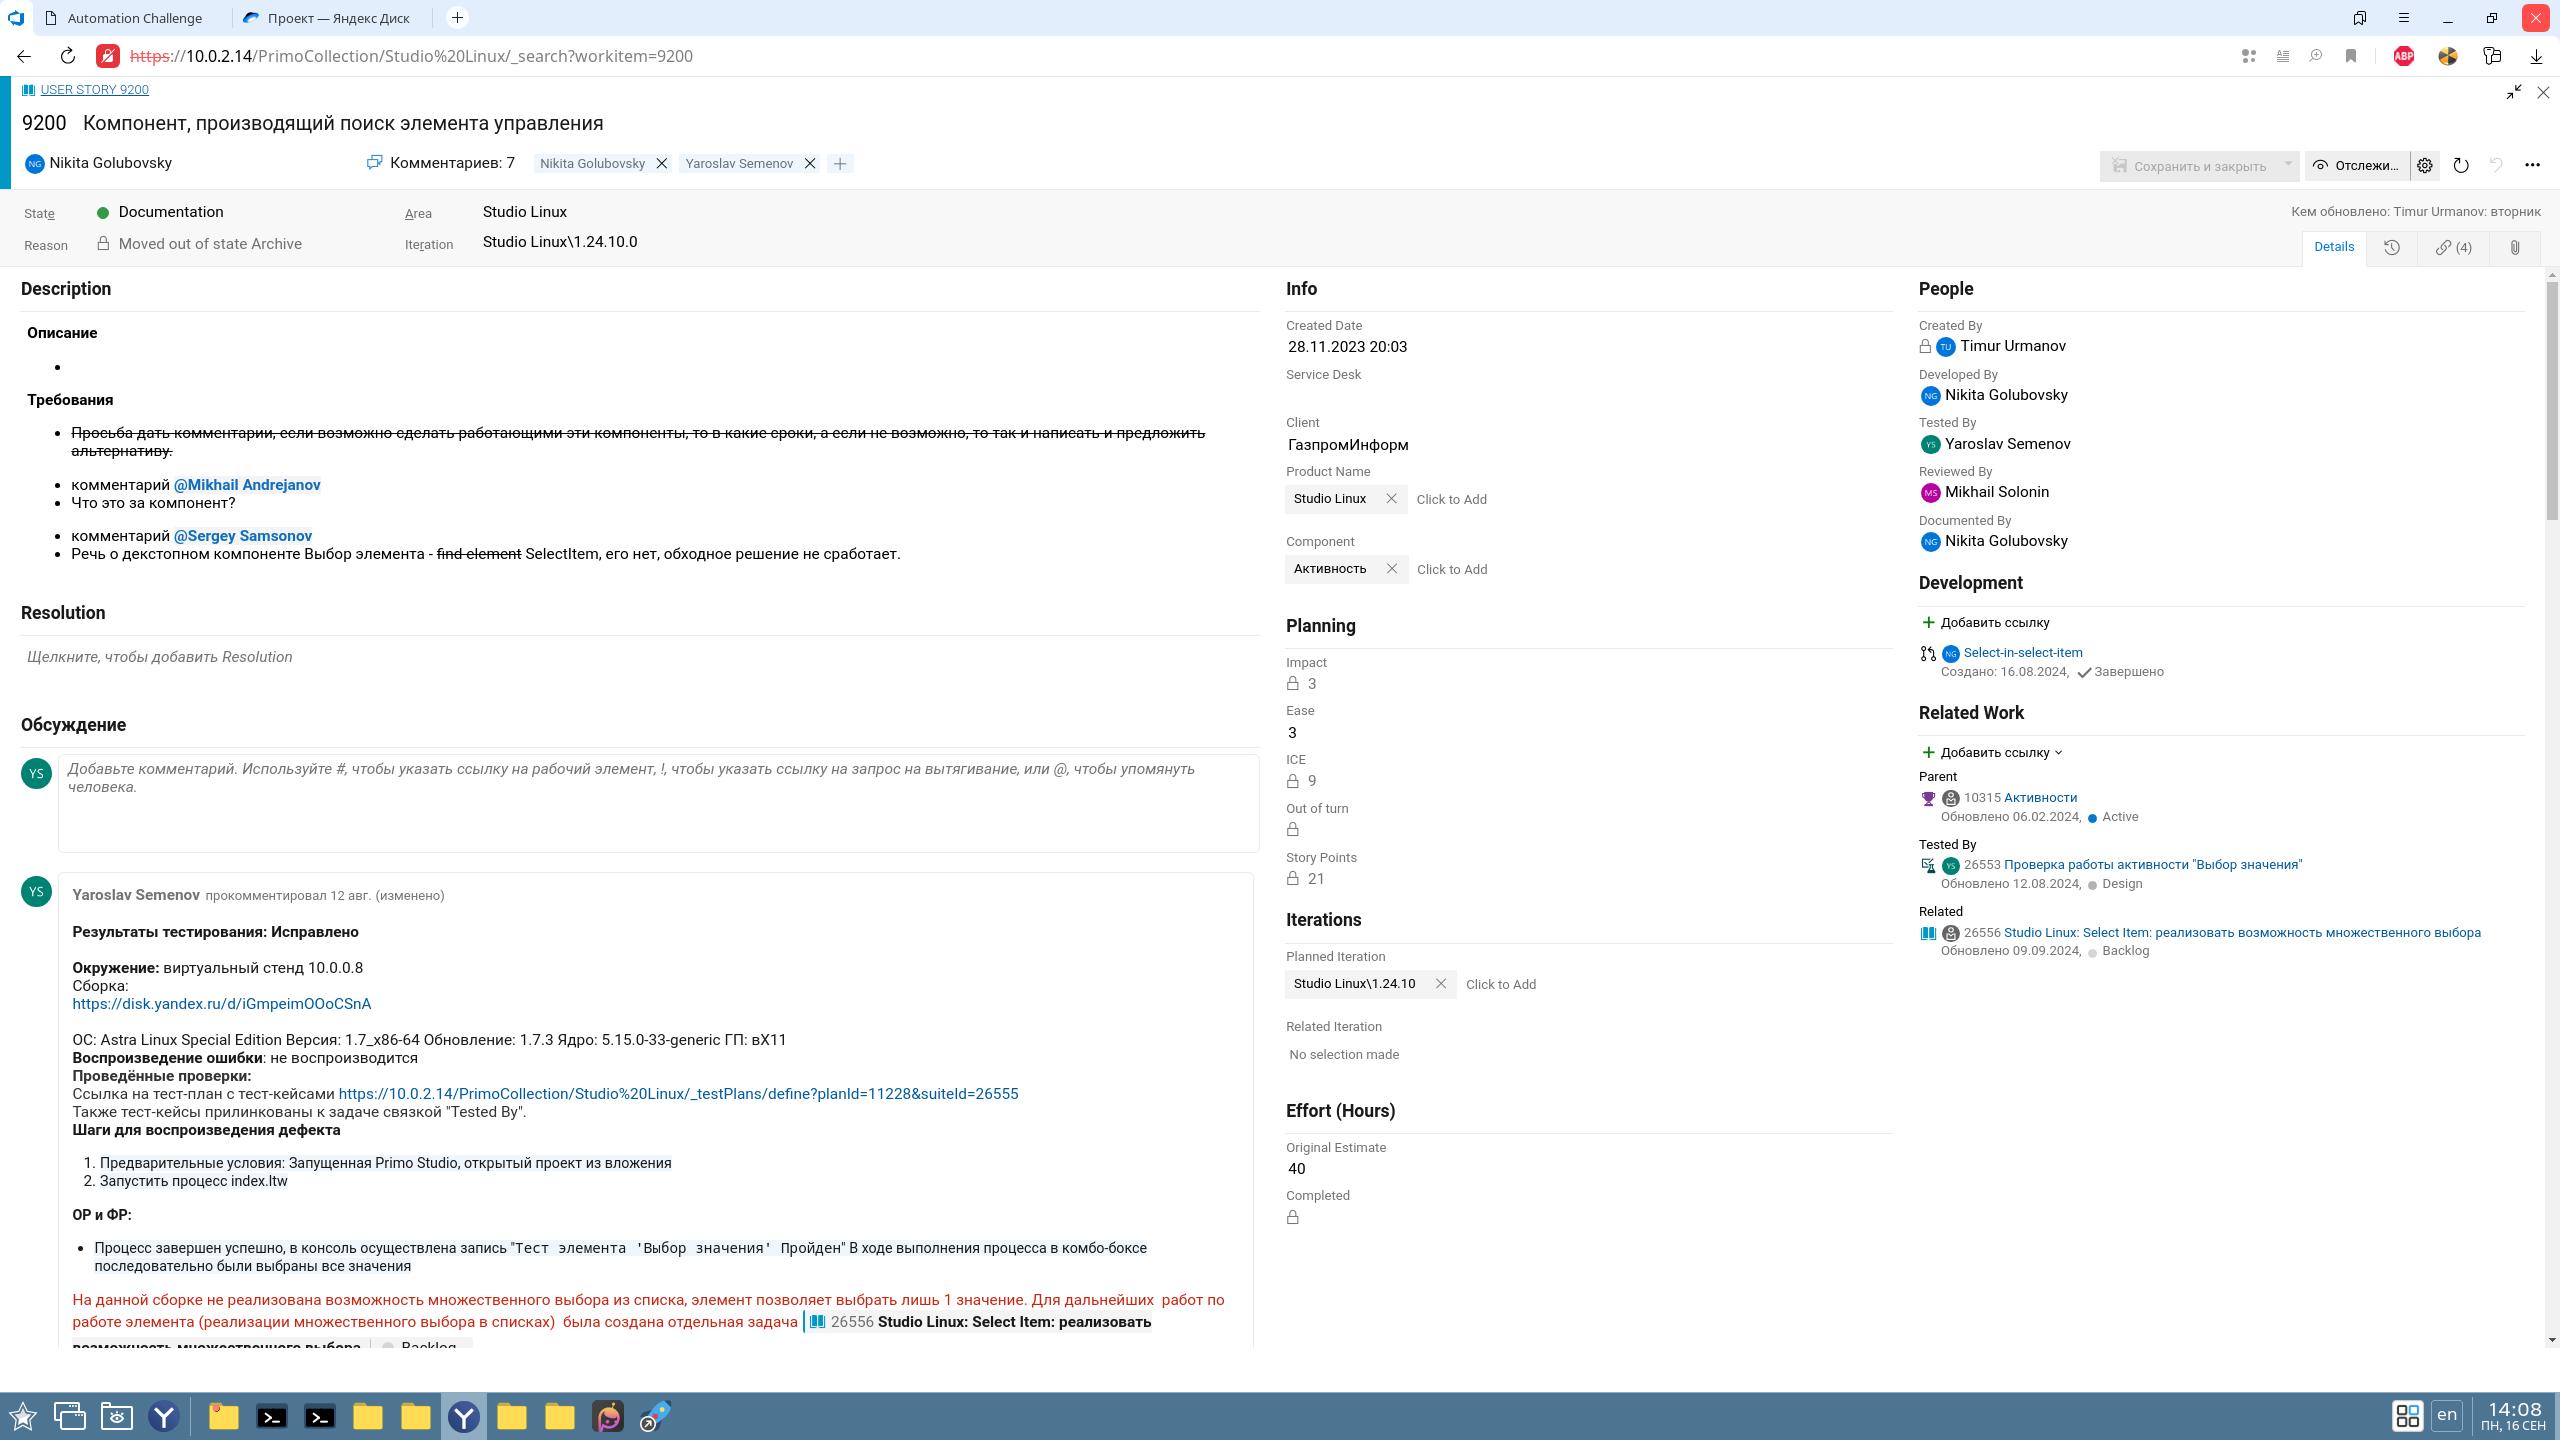 Automation Challenge
Проект — Яндекс Диск
https://10.0.2.14/PrimoCollection/Studio%20Linux/_search?workitem=9200
ABP
USER STORY 9200
9200 Компонент, производящий поиск элемента управления
NG Nikita Golubovsky
Комментариев: 7
Nikita Golubovsky
Yaroslav Semenov
Сохранить и закрыть
Отслежи...
State Documentation
Area Studio Linux
Кем обновлено: Timur Urmanov: вторник
Reason Moved out of state Archive
Iteration Studio Linux\1.24.10.0
Details
(4)
Description
Описание
Требования
Просьба дать комментарии, если возможно сделать работающими эти компоненты, то в какие сроки, а если не возможно, то так и написать и предложить
альтернативу.
комментарий @Mikhail Andrejanov
Что это за компонент?
комментарий @Sergey Samsonov
Речь о декстопном компоненте Выбор элемента - find element SelectItem, его нет, обходное решение не сработает.
Resolution
Щелкните, чтобы добавить Resolution
Обсуждение
YS
Добавьте комментарий. Используйте #, чтобы указать ссылку на рабочий элемент, !, чтобы указать ссылку на запрос на вытягивание, или @, чтобы упомянуть
человека.
YS
Yaroslav Semenov прокомментировал 12 авг. (изменено)
Результаты тестирования: Исправлено
Окружение: виртуальный стенд 10.0.0.8
Сборка:
https://disk.yandex.ru/d/iGmpeimOOoCSnA
ОС: Astra Linux Special Edition Версия: 1.7_x86-64 Обновление: 1.7.3 Ядро: 5.15.0-33-generic ГП: вX11
Воспроизведение ошибки: не воспроизводится
Проведённые проверки:
Ссылка на тест-план с тест-кейсами https://10.0.2.14/PrimoCollection/Studio%20Linux/_testPlans/define?planId=11228&suiteId=26555
Также тест-кейсы прилинкованы к задаче связкой "Tested By".
Шаги для воспроизведения дефекта
1. Предварительные условия: Запущенная Primo Studio, открытый проект из вложения
2. Запустить процесс index.ltw
ОР и ФР:
Процесс завершен успешно, в консоль осуществлена запись "Тест элемента 'Выбор значения' Пройден" В ходе выполнения процесса в комбо-боксе
последовательно были выбраны все значения
На данной сборке не реализована возможность множественного выбора из списка, элемент позволяет выбрать лишь 1 значение. Для дальнейших работ по
работе элемента (реализации множественного выбора в списках) была создана отдельная задача 26556 Studio Linux: Select Item: реализовать
возможность множественного выбора Backlog
Info
Created Date
28.11.2023 20:03
Service Desk
Client
ГазпромИнформ
Product Name
Studio Linux Click to Add
Component
Активность Click to Add
Planning
Impact
3
Ease
3
ICE
9
Out of turn
Story Points
21
Iterations
Planned Iteration
Studio Linux\1.24.10 Click to Add
Related Iteration
No selection made
Effort (Hours)
Original Estimate
40
Completed
People
Created By
TU Timur Urmanov
Developed By
NG Nikita Golubovsky
Tested By
YS Yaroslav Semenov
Reviewed By
MS Mikhail Solonin
Documented By
NG Nikita Golubovsky
Development
Добавить ссылку
NG Select-in-select-item
Создано: 16.08.2024, Завершено
Related Work
Добавить ссылку
Parent
10315 Активности
Обновлено 06.02.2024, Active
Tested By
YS 26553 Проверка работы активности "Выбор значения"
Обновлено 12.08.2024, Design
Related
26556 Studio Linux: Select Item: реализовать возможность множественного выбора
Обновлено 09.09.2024, Backlog
en
14:08
ПН, 16 СЕН